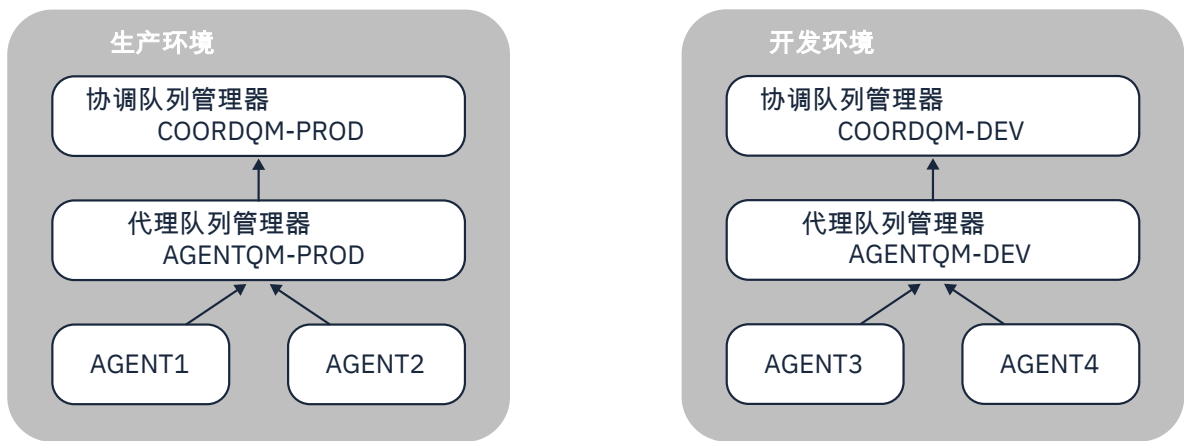 生产环境
协调队列管理器
COORDQM-PROD
代理队列管理器
AGENTQM-PROD
AGENT1
AGENT2
开发环境
协调队列管理器
COORDQM-DEV
代理队列管理器
AGENTQM-DEV
AGENT3
AGENT4